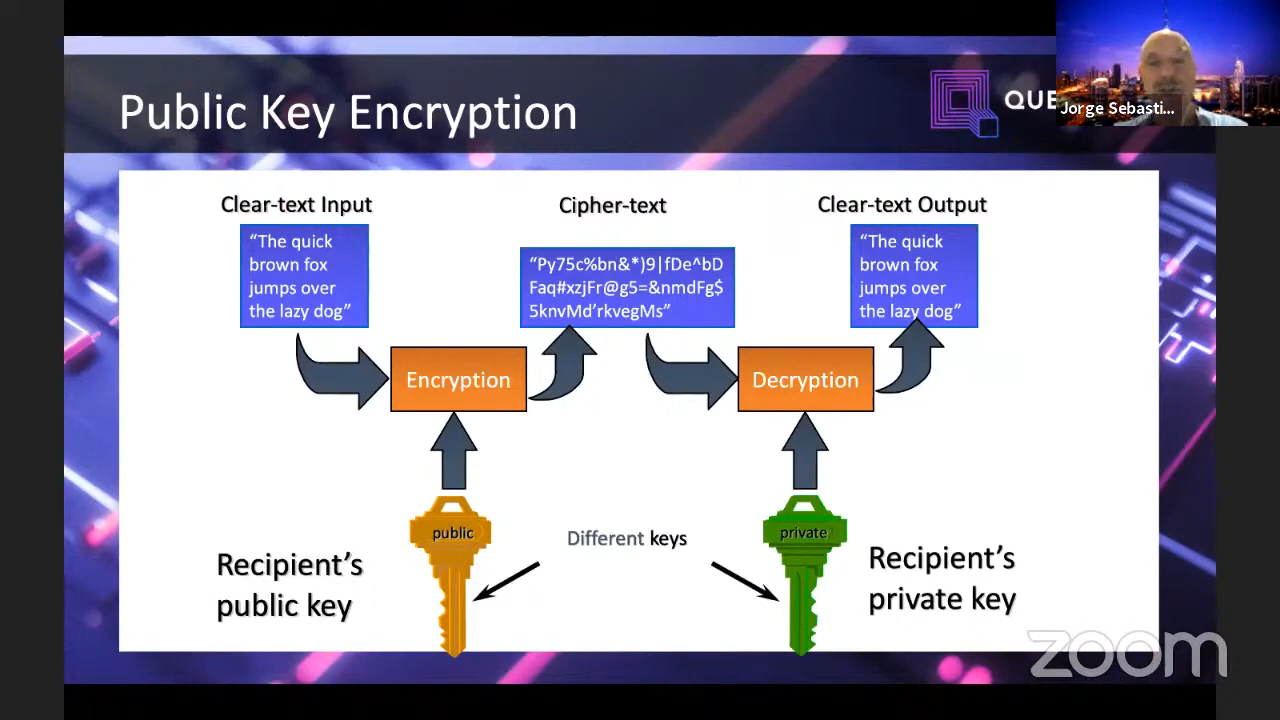 Public Key Encryption
Jorge Sebasti...
Clear-text Input
Cipher-text
Clear-text Output
“The quick
brown fox
jumps over
the lazy dog”
“Py75c%bn&*)9|fDe^bD
Faq#xzjFr@g5=&nmdFg$
5knvMd’rkvegMs”
“The quick
brown fox
jumps over
the lazy dog”
Encryption
Decryption
public
Different keys
private
Recipient’s
public key
Recipient’s
private key
zoom